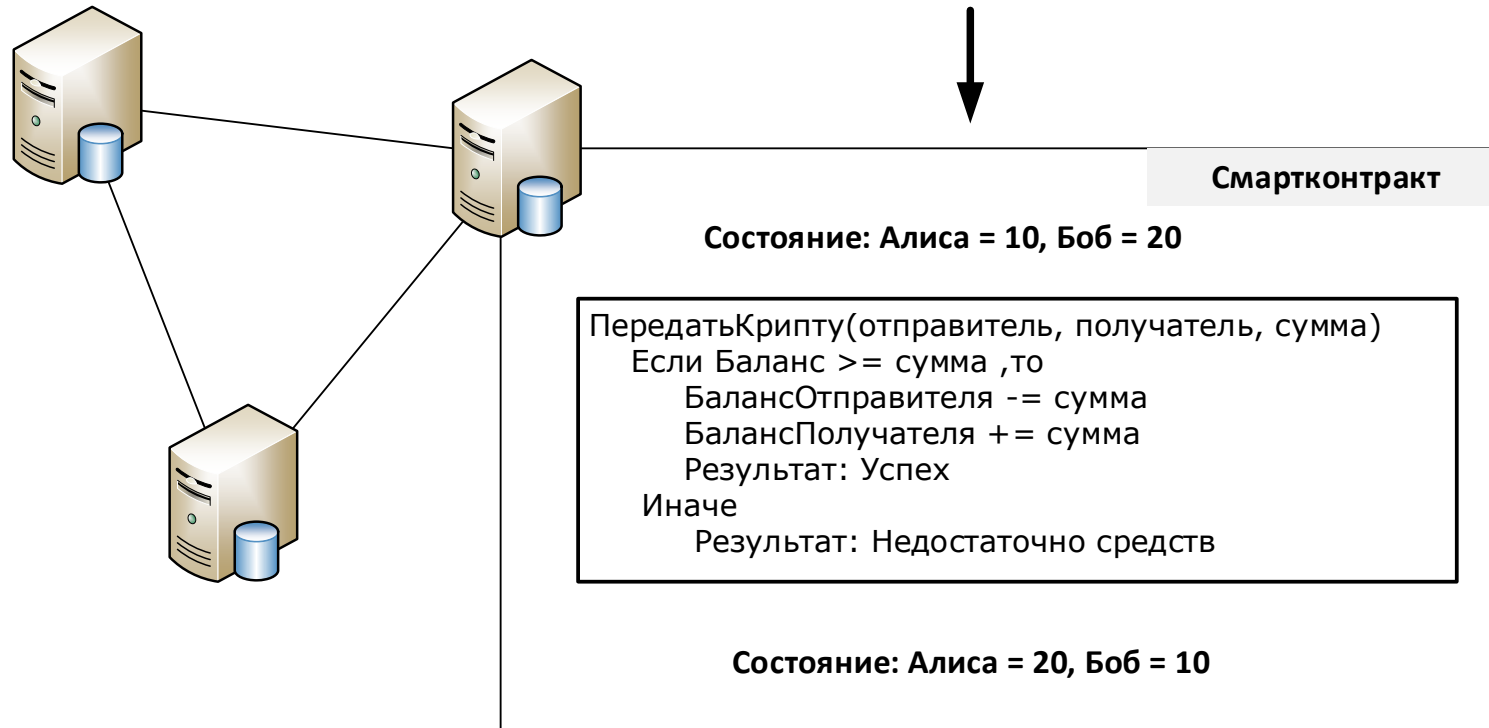 Смартконтракт
Состояние: Алиса = 10, Боб = 20
ПередатьКрипту(отправитель, получатель, сумма)
Если Баланс >= сумма ,то
БалансОтправителя -= сумма
БалансПолучателя += сумма
Результат: Успех
Иначе
Результат: Недостаточно средств
Состояние: Алиса = 20, Боб = 10